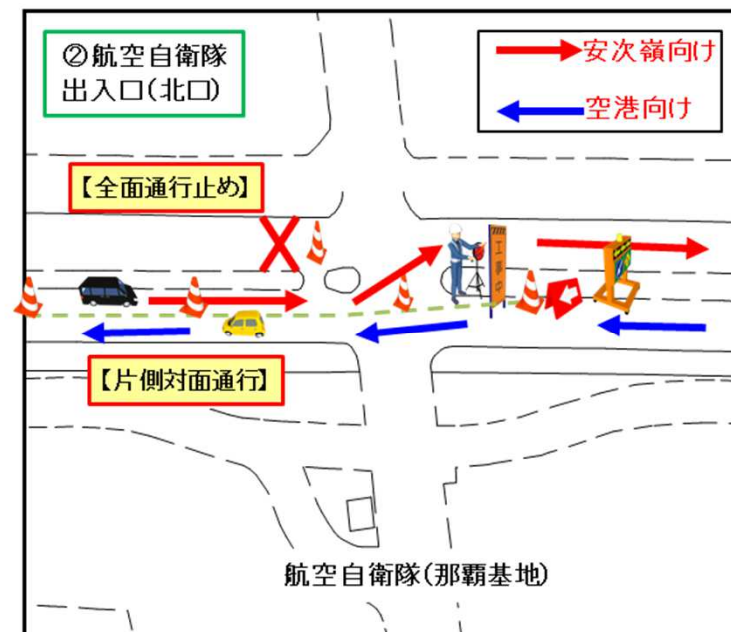 ②航空自衛隊
出入口(北口)
安次嶺向け
空港向け
【全面通行止め】
工事中
【片側対面通行】
航空自衛隊(那覇基地)